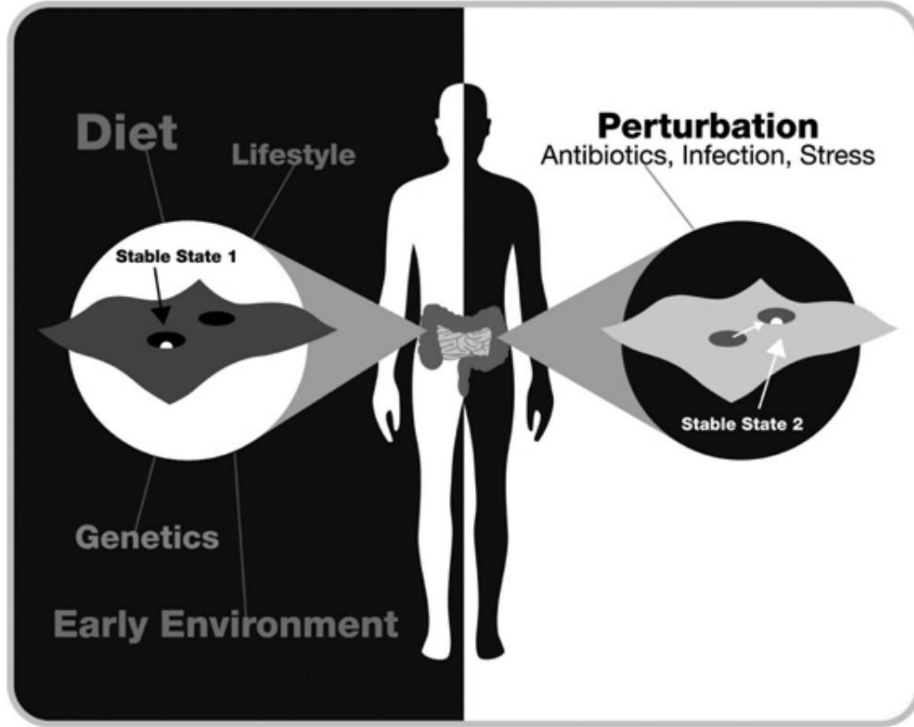 Diet
Lifestyle
Stable State 1
Genetics
Early Environment
Perturbation
Antibiotics, Infection, Stress
Stable State 2